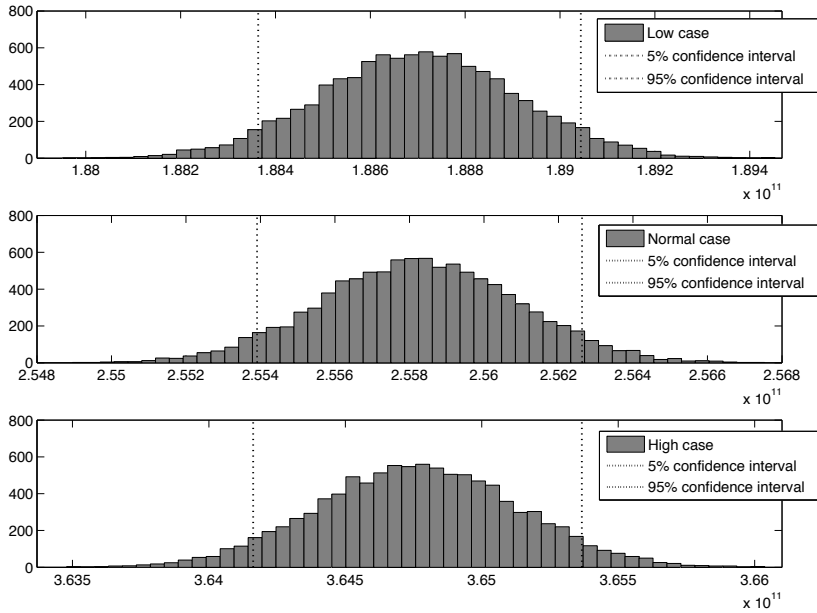 800
600
400
200
0
1.88 1.882 1.884 1.886 1.888 1.89 1.892 1.894
x 10^11
Low case
5% confidence interval
95% confidence interval
800
600
400
200
0
2.548 2.55 2.552 2.554 2.556 2.558 2.56 2.562 2.564 2.566 2.568
x 10^11
Normal case
5% confidence interval
95% confidence interval
800
600
400
200
0
3.635 3.64 3.645 3.65 3.655 3.66
x 10^11
High case
5% confidence interval
95% confidence interval